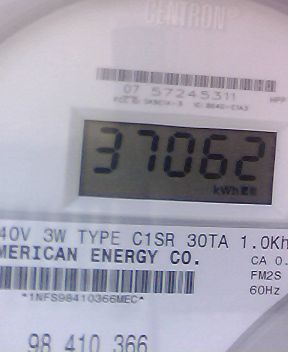 CENTRON®
07 57245311
37062
kWh
40V 3W TYPE C1SR 30TA 1.0Kh
MERICAN ENERGY CO.
CA 0.
FM2S
60Hz
*1NFS98410366MEC*
98 410 366